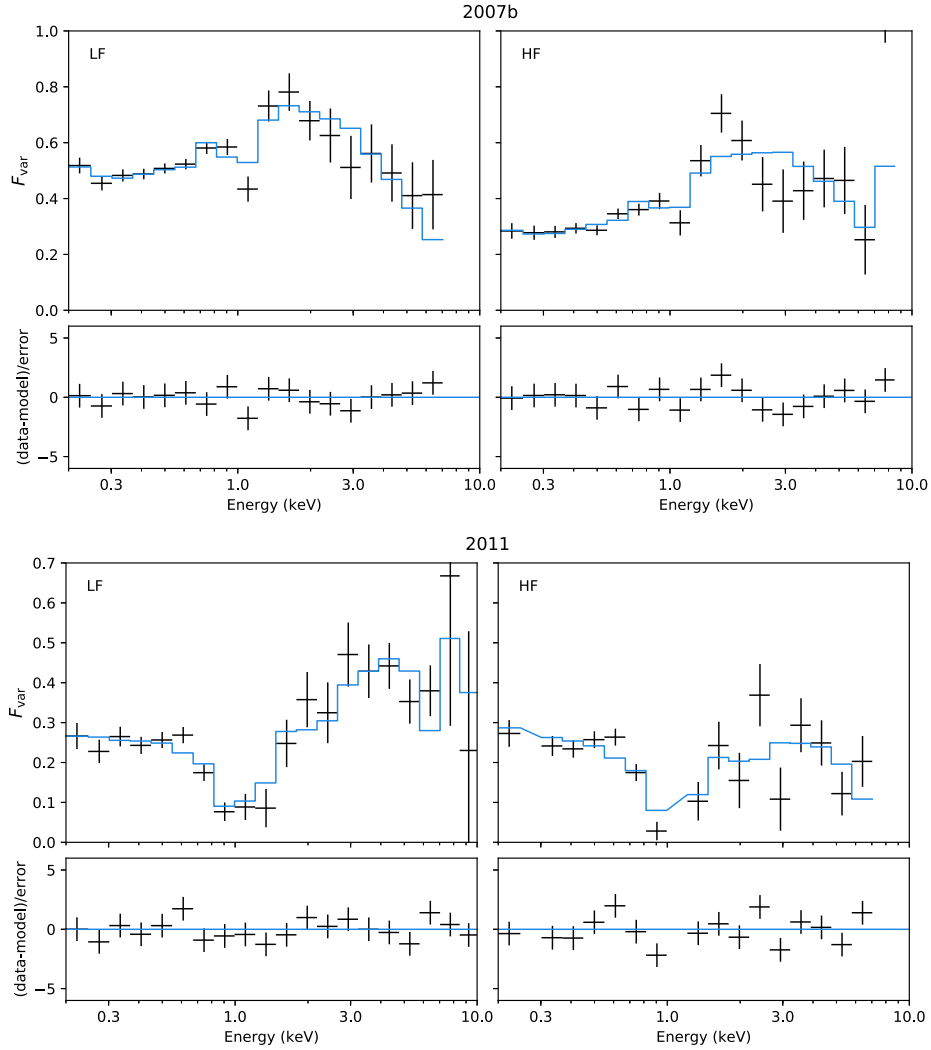 2007b
LF
HF
1.0
0.8
0.6
0.4
0.2
0.0
F_var
5
0
−5
(data-model)/error
0.3 1.0 3.0 10.0
0.3 1.0 3.0 10.0
Energy (keV)
Energy (keV)
2011
LF
HF
0.7
0.6
0.5
0.4
0.3
0.2
0.1
0.0
F_var
5
0
−5
(data-model)/error
0.3 1.0 3.0 10.0
0.3 1.0 3.0 10.0
Energy (keV)
Energy (keV)